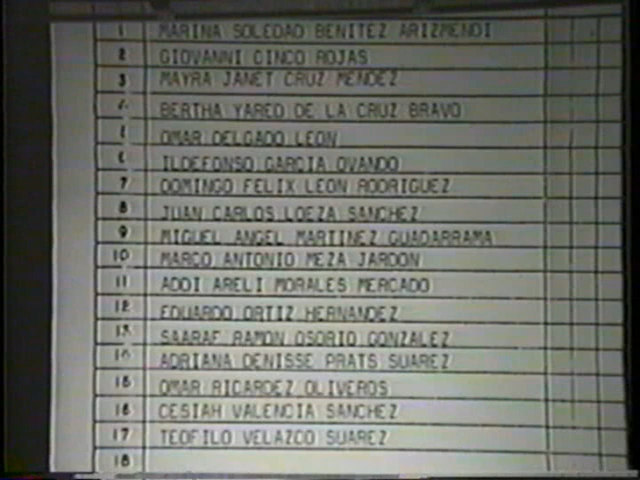 1 MARINA SOLEDAD BENITEZ ARIZMENDI
2 GIOVANNI CINCO ROJAS
3 MAYRA JANET CRUZ MENDEZ
4 BERTHA YARED DE LA CRUZ BRAVO
5 OMAR DELGADO LEON
6 ILDEFONSO GARCIA OVANDO
7 DOMINGO FELIX LEON RODRIGUEZ
8 JUAN CARLOS LOEZA SANCHEZ
9 MIGUEL ANGEL MARTINEZ GUADARRAMA
10 MARCO ANTONIO MEZA JARDON
11 ADDI ARELI MORALES MERCADO
12 EDUARDO ORTIZ HERNANDEZ
13 SAARAF RAMON OSORIO GONZALEZ
14 ADRIANA DENISSE PRATS SUAREZ
15 OMAR RICARDEZ OLIVEROS
16 CESIAH VALENCIA SANCHEZ
17 TEOFILO VELAZCO SUAREZ
18